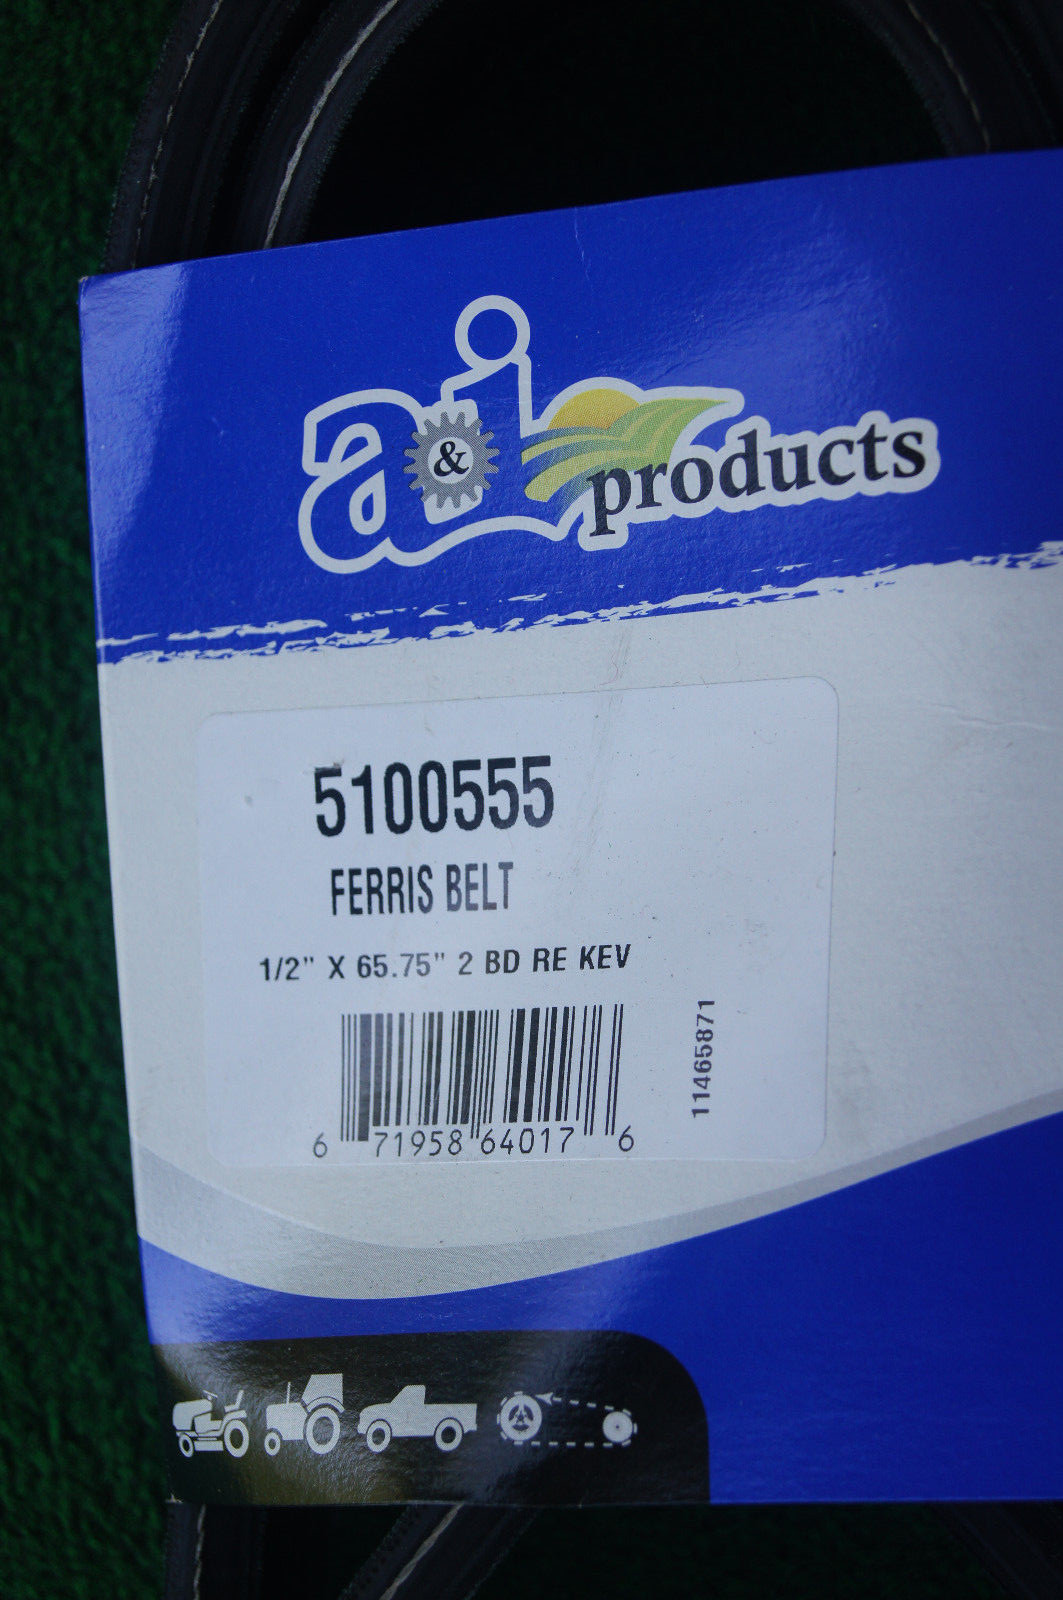 a&i products
5100555
FERRIS BELT
1/2" X 65.75" 2 BD RE KEV
11465871
6 71958 64017 6